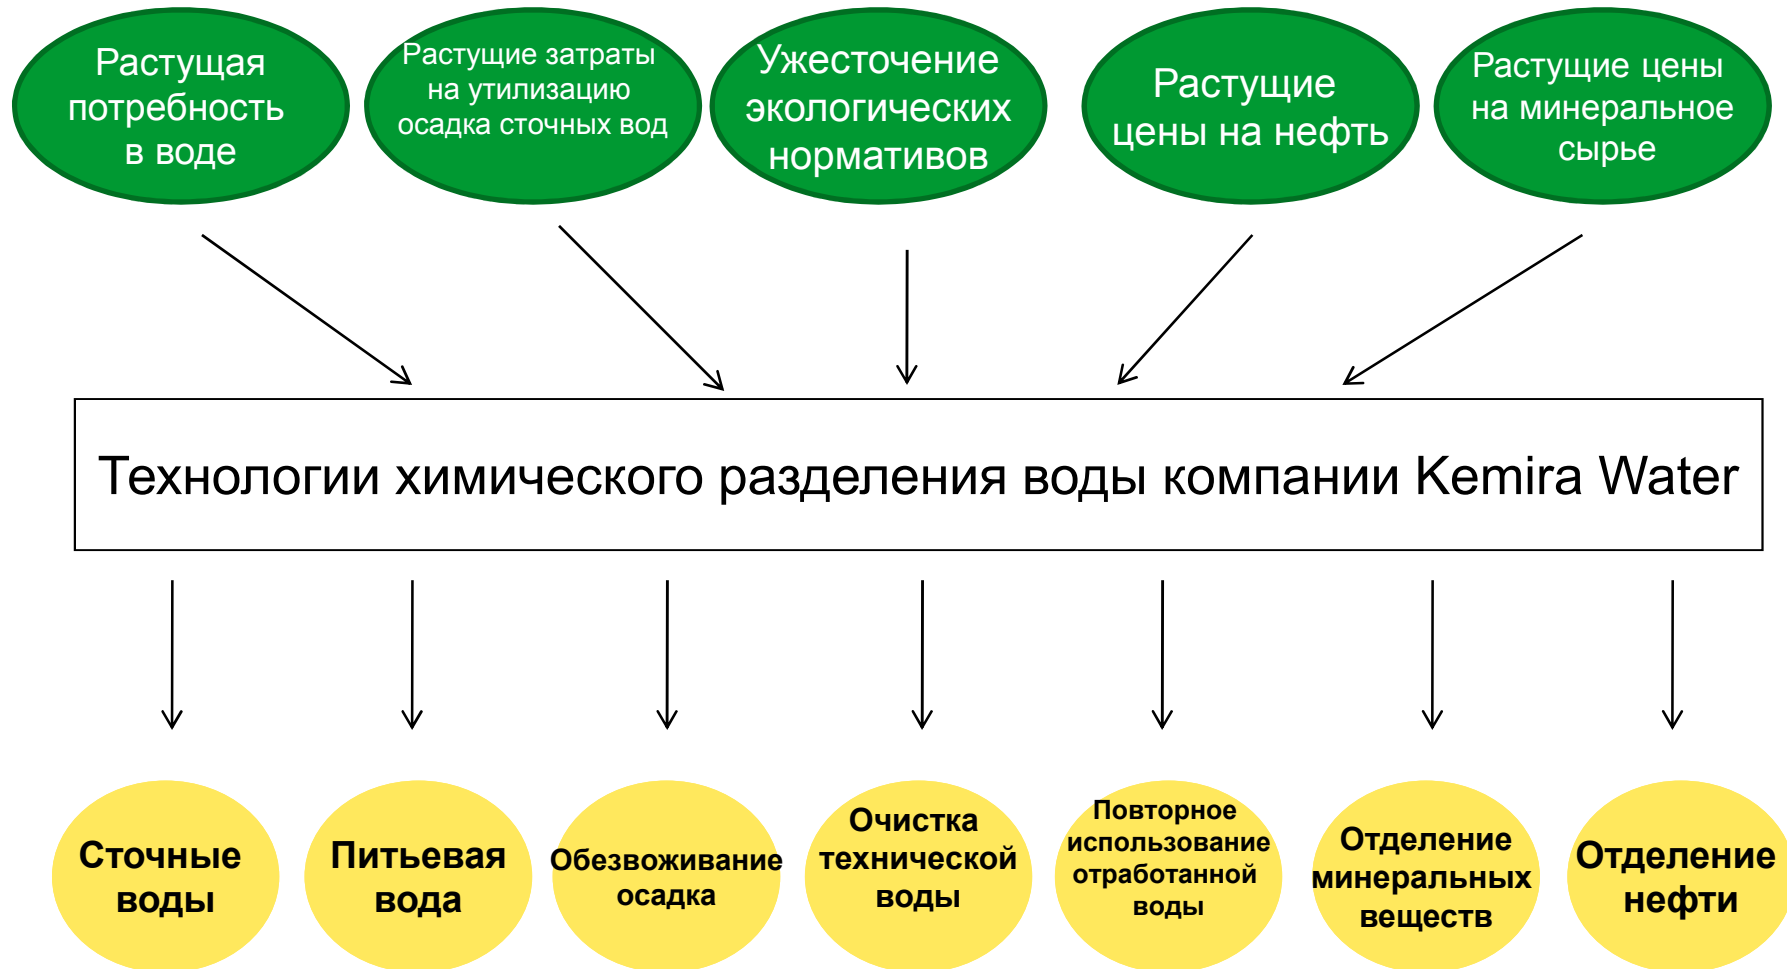 Растущая
потребность
в воде
Растущие затраты
на утилизацию
осадка сточных вод
Ужесточение
экологических
нормативов
Растущие
цены на нефть
Растущие цены
на минеральное
сырье
Технологии химического разделения воды компании Kemira Water
Сточные
воды
Питьевая
вода
Обезвоживание
осадка
Очистка
технической
воды
Повторное
использование
отработанной
воды
Отделение
минеральных
веществ
Отделение
нефти